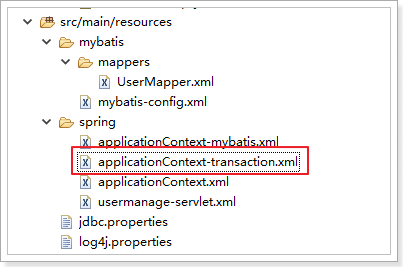 src/main/resources
mybatis
mappers
UserMapper.xml
mybatis-config.xml
spring
applicationContext-mybatis.xml
applicationContext-transaction.xml
applicationContext.xml
usermanage-servlet.xml
jdbc.properties
log4j.properties